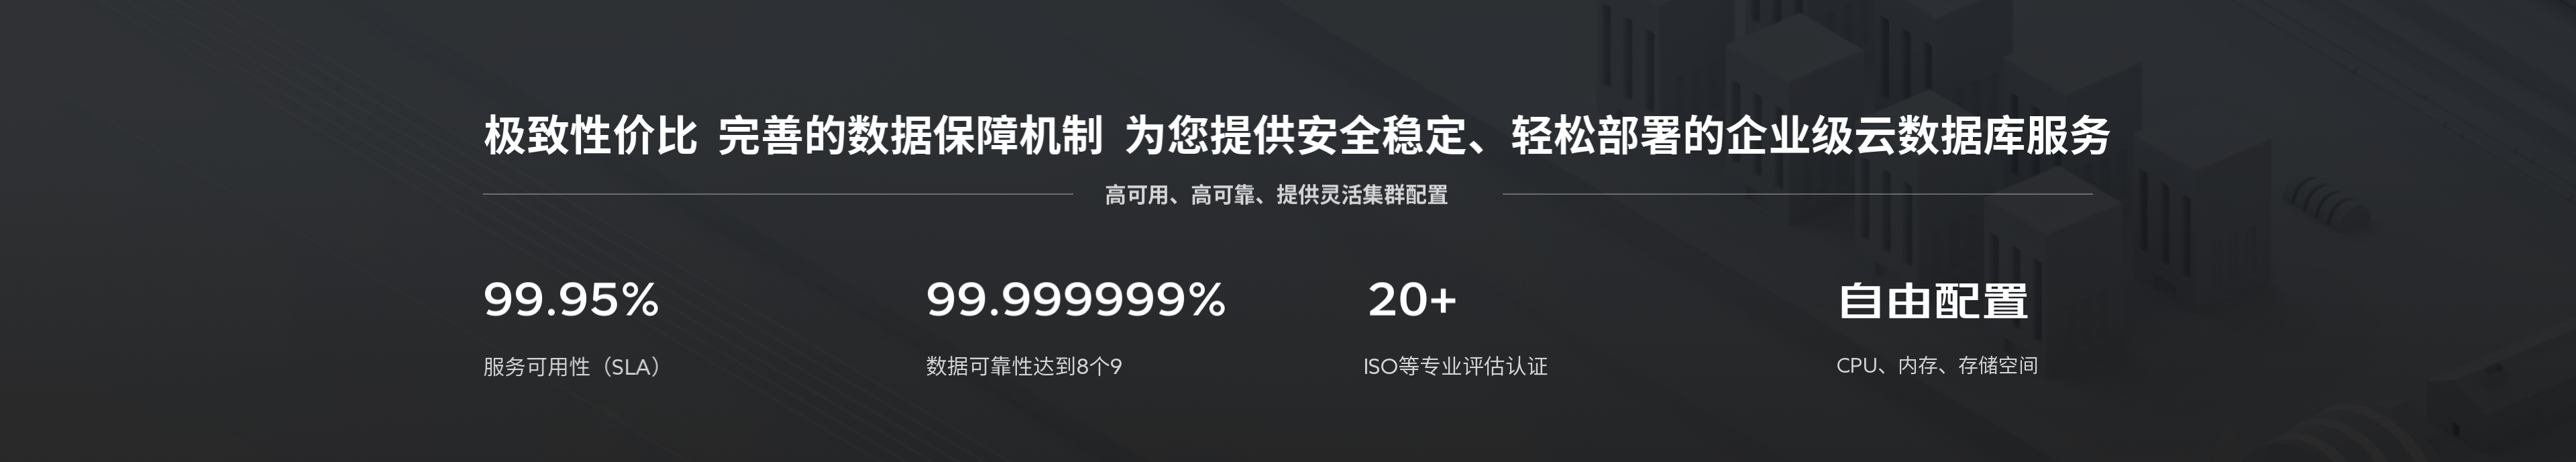 极致性价比 完善的数据保障机制 为您提供安全稳定、轻松部署的企业级云数据库服务
高可用、高可靠、提供灵活集群配置
99.95%
99.999999%
20+
自由配置
服务可用性（SLA）
数据可靠性达到8个9
ISO等专业评估认证
CPU、内存、存储空间